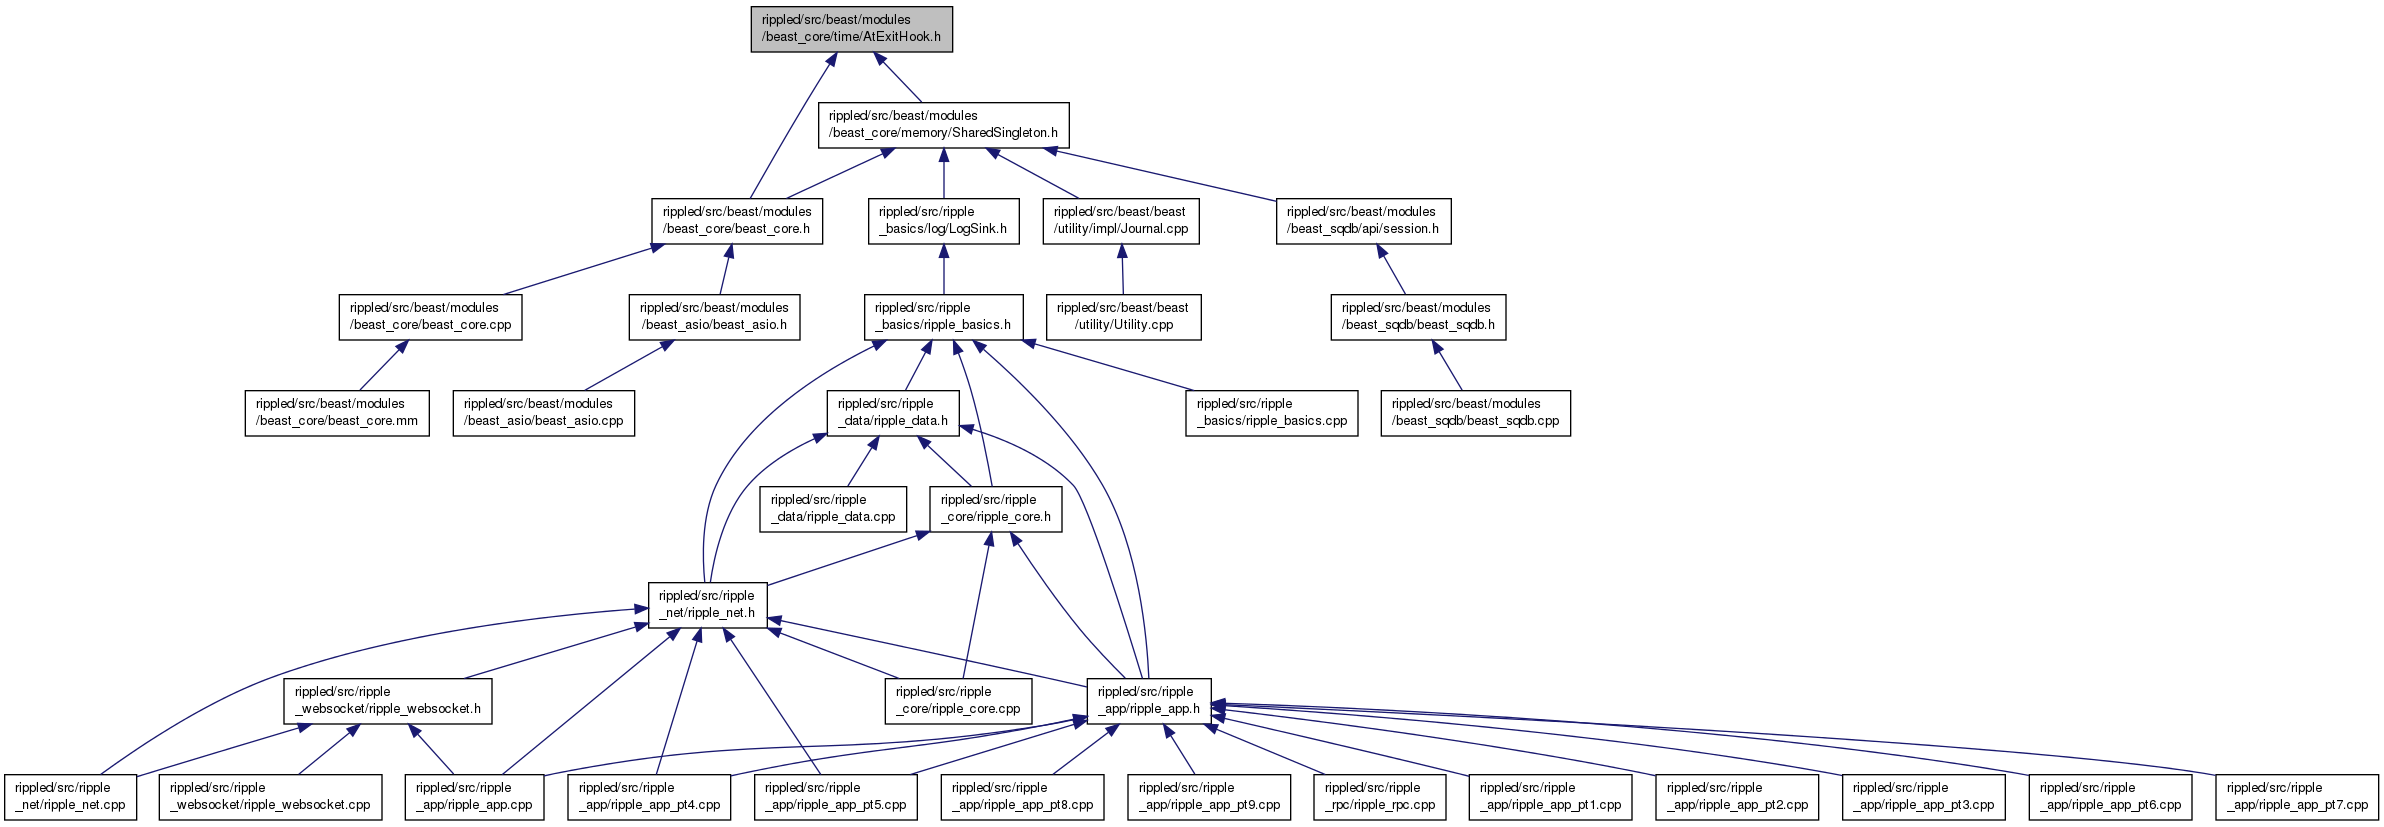 rippled/src/beast/modules
/beast_core/time/AtExitHook.h
rippled/src/beast/modules
/beast_core/memory/SharedSingleton.h
rippled/src/beast/modules
/beast_core/beast_core.h
rippled/src/ripple
_basics/log/LogSink.h
rippled/src/beast/beast
/utility/impl/Journal.cpp
rippled/src/beast/modules
/beast_sqdb/api/session.h
rippled/src/beast/modules
/beast_core/beast_core.cpp
rippled/src/beast/modules
/beast_asio/beast_asio.h
rippled/src/ripple
_basics/ripple_basics.h
rippled/src/beast/beast
/utility/Utility.cpp
rippled/src/beast/modules
/beast_sqdb/beast_sqdb.h
rippled/src/beast/modules
/beast_core/beast_core.mm
rippled/src/beast/modules
/beast_asio/beast_asio.cpp
rippled/src/ripple
_data/ripple_data.h
rippled/src/ripple
_basics/ripple_basics.cpp
rippled/src/beast/modules
/beast_sqdb/beast_sqdb.cpp
rippled/src/ripple
_data/ripple_data.cpp
rippled/src/ripple
_core/ripple_core.h
rippled/src/ripple
_net/ripple_net.h
rippled/src/ripple
_websocket/ripple_websocket.h
rippled/src/ripple
_core/ripple_core.cpp
rippled/src/ripple
_app/ripple_app.h
rippled/src/ripple
_net/ripple_net.cpp
rippled/src/ripple
_websocket/ripple_websocket.cpp
rippled/src/ripple
_app/ripple_app.cpp
rippled/src/ripple
_app/ripple_app_pt4.cpp
rippled/src/ripple
_app/ripple_app_pt5.cpp
rippled/src/ripple
_app/ripple_app_pt8.cpp
rippled/src/ripple
_app/ripple_app_pt9.cpp
rippled/src/ripple
_rpc/ripple_rpc.cpp
rippled/src/ripple
_app/ripple_app_pt1.cpp
rippled/src/ripple
_app/ripple_app_pt2.cpp
rippled/src/ripple
_app/ripple_app_pt3.cpp
rippled/src/ripple
_app/ripple_app_pt6.cpp
rippled/src/ripple
_app/ripple_app_pt7.cpp